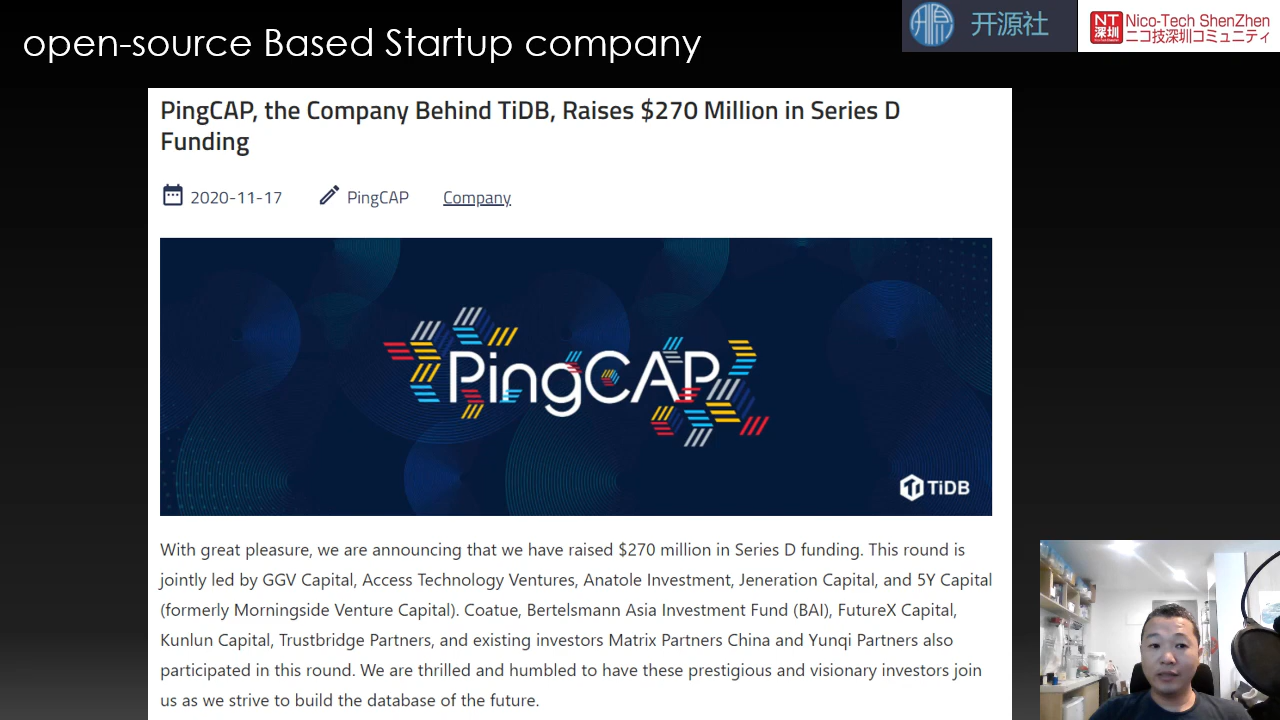 open-source Based Startup company
开源社
NT
深圳
Nico-Tech ShenZhen
ニコ技深圳コミュニティ
PingCAP, the Company Behind TiDB, Raises $270 Million in Series D
Funding
2020-11-17 PingCAP Company
PingCAP
TiDB
With great pleasure, we are announcing that we have raised $270 million in Series D funding. This round is
jointly led by GGV Capital, Access Technology Ventures, Anatole Investment, Jeneration Capital, and 5Y Capital
(formerly Morningside Venture Capital). Coatue, Bertelsmann Asia Investment Fund (BAI), FutureX Capital,
Kunlun Capital, Trustbridge Partners, and existing investors Matrix Partners China and Yunqi Partners also
participated in this round. We are thrilled and humbled to have these prestigious and visionary investors join
us as we strive to build the database of the future.